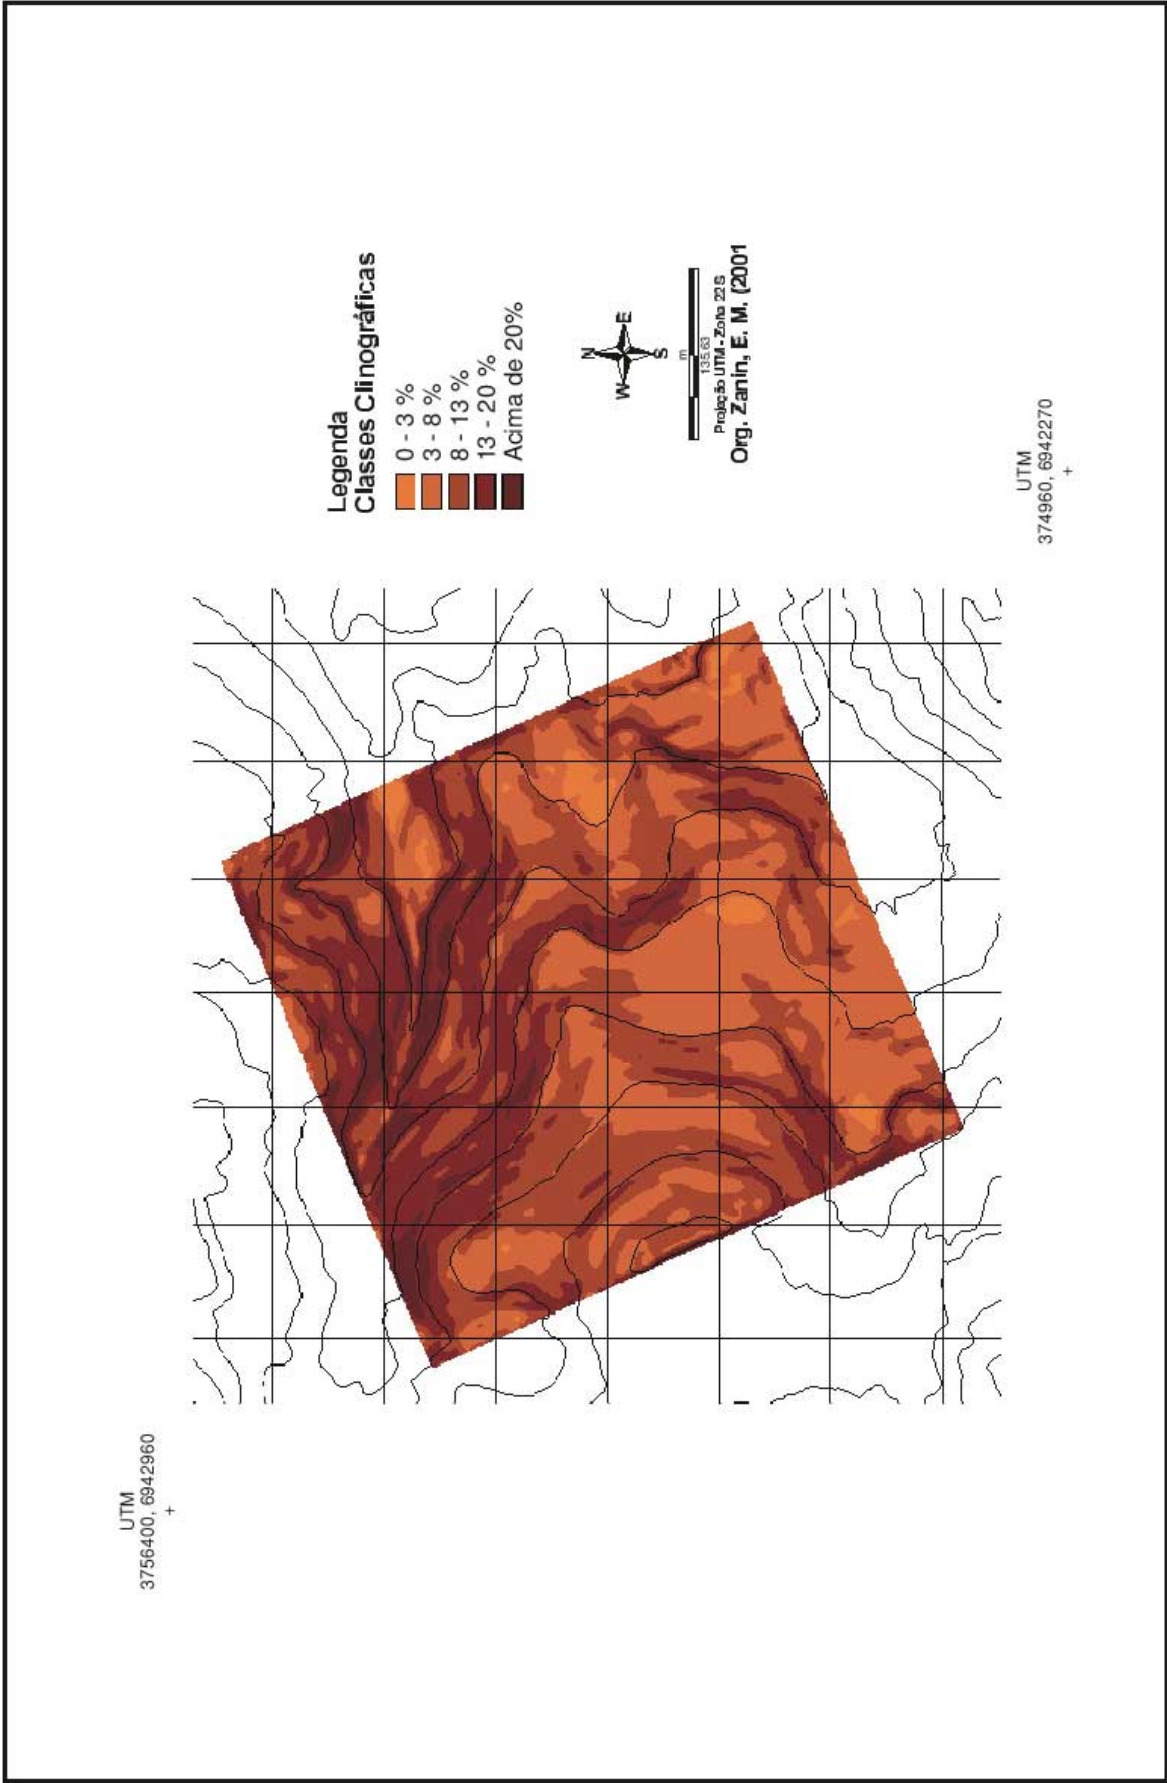 UTM
3756400, 6942960
+
Legenda
Classes Clinográficas
0 - 3 %
3 - 8 %
8 - 13 %
13 - 20 %
Acima de 20%
N
W
E
S
m
135.63
Projeção UTM - Zona 22S
Org. Zanin, E. M. (2001
UTM
374960, 6942270
+